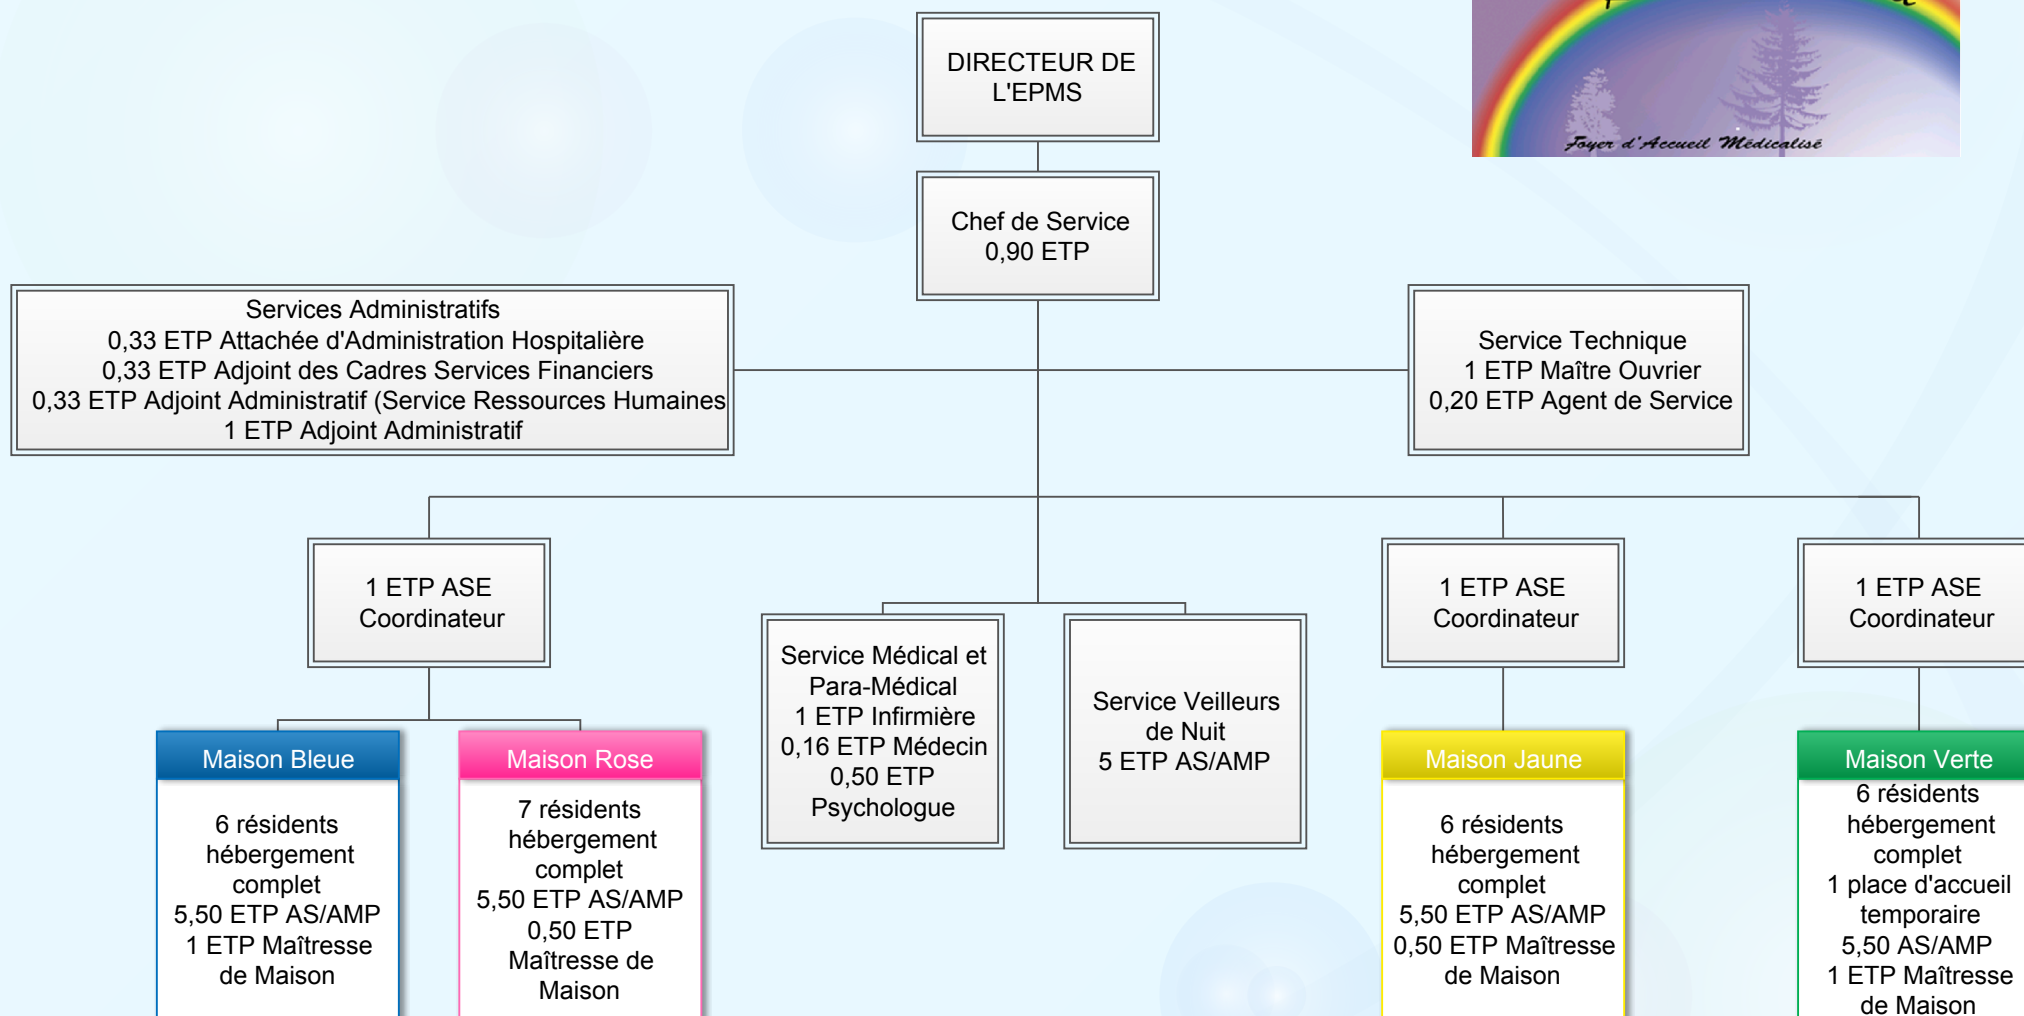 DIRECTEUR DE
L'EPMS
Foyer d'Accueil Médicalisé
Chef de Service
0,90 ETP
Services Administratifs
0,33 ETP Attachée d'Administration Hospitalière
0,33 ETP Adjoint des Cadres Services Financiers
0,33 ETP Adjoint Administratif (Service Ressources Humaines
1 ETP Adjoint Administratif
Service Technique
1 ETP Maître Ouvrier
0,20 ETP Agent de Service
1 ETP ASE
Coordinateur
Service Médical et
Para-Médical
1 ETP Infirmière
0,16 ETP Médecin
0,50 ETP
Psychologue
Service Veilleurs
de Nuit
5 ETP AS/AMP
1 ETP ASE
Coordinateur
1 ETP ASE
Coordinateur
Maison Bleue
6 résidents
hébergement
complet
5,50 ETP AS/AMP
1 ETP Maîtresse
de Maison
Maison Rose
7 résidents
hébergement
complet
5,50 ETP AS/AMP
0,50 ETP
Maîtresse de
Maison
Maison Jaune
6 résidents
hébergement
complet
5,50 ETP AS/AMP
0,50 ETP Maîtresse
de Maison
Maison Verte
6 résidents
hébergement
complet
1 place d'accueil
temporaire
5,50 AS/AMP
1 ETP Maîtresse
de Maison